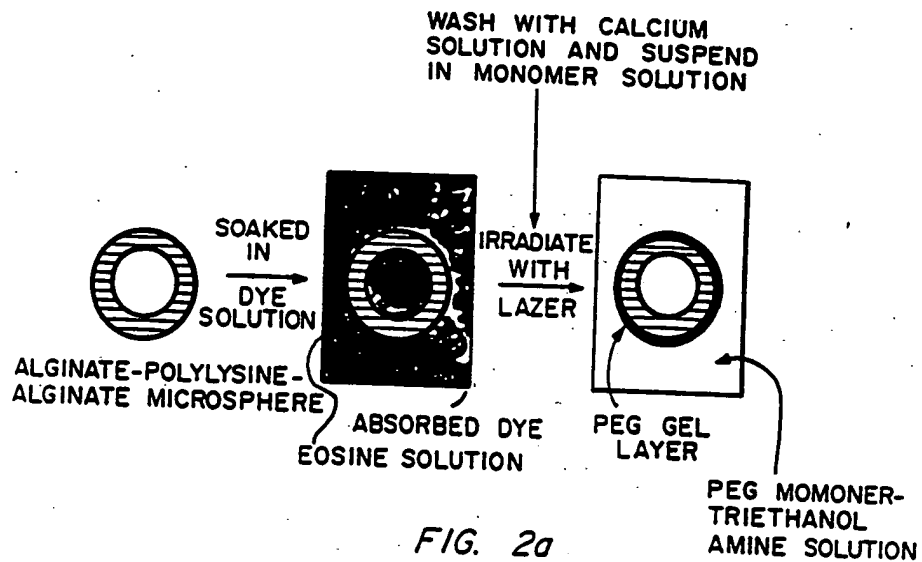 WASH WITH CALCIUM
SOLUTION AND SUSPEND
IN MONOMER SOLUTION
SOAKED
IN
DYE
SOLUTION
IRRADIATE
WITH
LAZER
ALGINATE-POLYLYSINE-
ALGINATE MICROSPHERE
ABSORBED DYE
EOSINE SOLUTION
PEG GEL
LAYER
PEG MOMONER-
TRIETHANOL
AMINE SOLUTION
FIG. 2a